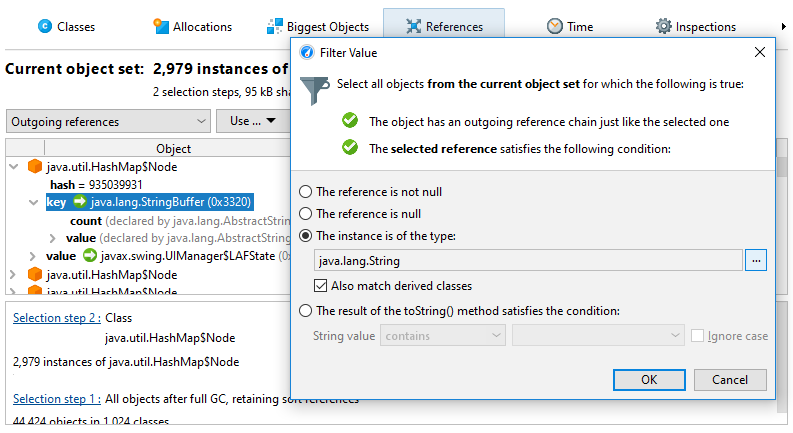 Classes
Allocations
Biggest Objects
References
Time
Inspections
Current object set: 2,979 instances of
2 selection steps, 95 kB sha
Outgoing references
Use ...
Object
java.util.HashMap$Node
hash = 935039931
key java.lang.StringBuffer (0x3320)
count (declared by java.lang.AbstractStrin
value (declared by java.lang.AbstractStrin
value javax.swing.UIManager$LAFState (0x
java.util.HashMap$Node
java.util.HashMap$Node
Selection step 2 : Class
java.util.HashMap$Node
2,979 instances of java.util.HashMap$Node
Selection step 1 : All objects after full GC, retaining soft references
44,424 objects in 1,024 classes
Filter Value
Select all objects from the current object set for which the following is true:
The object has an outgoing reference chain just like the selected one
The selected reference satisfies the following condition:
The reference is not null
The reference is null
The instance is of the type:
java.lang.String
...
Also match derived classes
The result of the toString() method satisfies the condition:
String value
contains
Ignore case
OK
Cancel